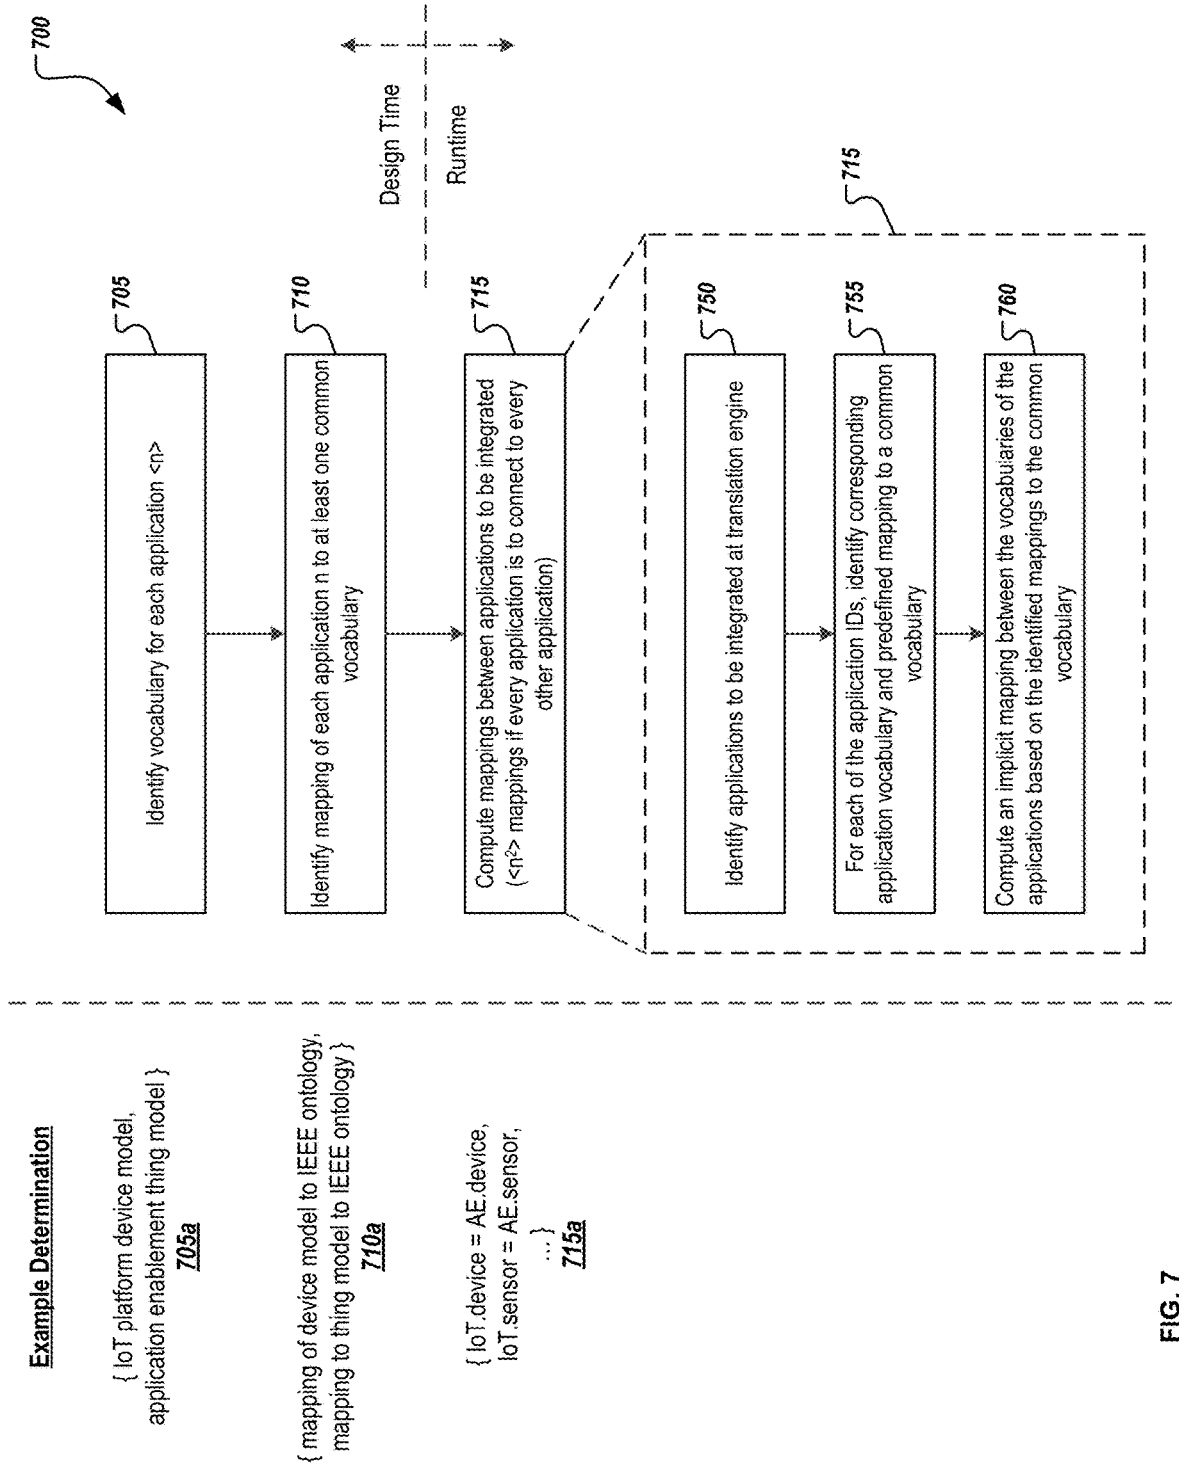 700
Design Time
Runtime
Example Determination
{ IoT platform device model,
application enablement thing model }
705a
Identify vocabulary for each application <n>
705
{ mapping of device model to IEEE ontology,
mapping to thing model to IEEE ontology }
710a
Identify mapping of each application n to at least one common
vocabulary
710
{ IoT.device = AE.device,
IoT.sensor = AE.sensor,
... }
715a
Compute mappings between applications to be integrated
(<n²> mappings if every application is to connect to every
other application)
715
715
Identify applications to be integrated at translation engine
750
For each of the application IDs, identify corresponding
application vocabulary and predefined mapping to a common
vocabulary
755
Compute an implicit mapping between the vocabularies of the
applications based on the identified mappings to the common
vocabulary
760
FIG. 7